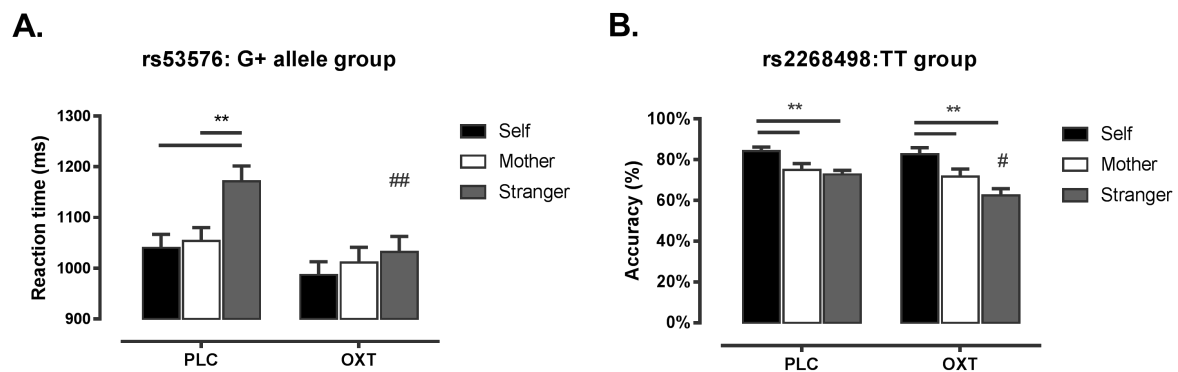 A.
rs53576: G+ allele group
Reaction time (ms)
1300
1200
1100
1000
900
**
##
PLC
OXT
Self
Mother
Stranger
B.
rs2268498:TT group
Accuracy (%)
100%
80%
60%
40%
20%
0%
**
**
#
PLC
OXT
Self
Mother
Stranger